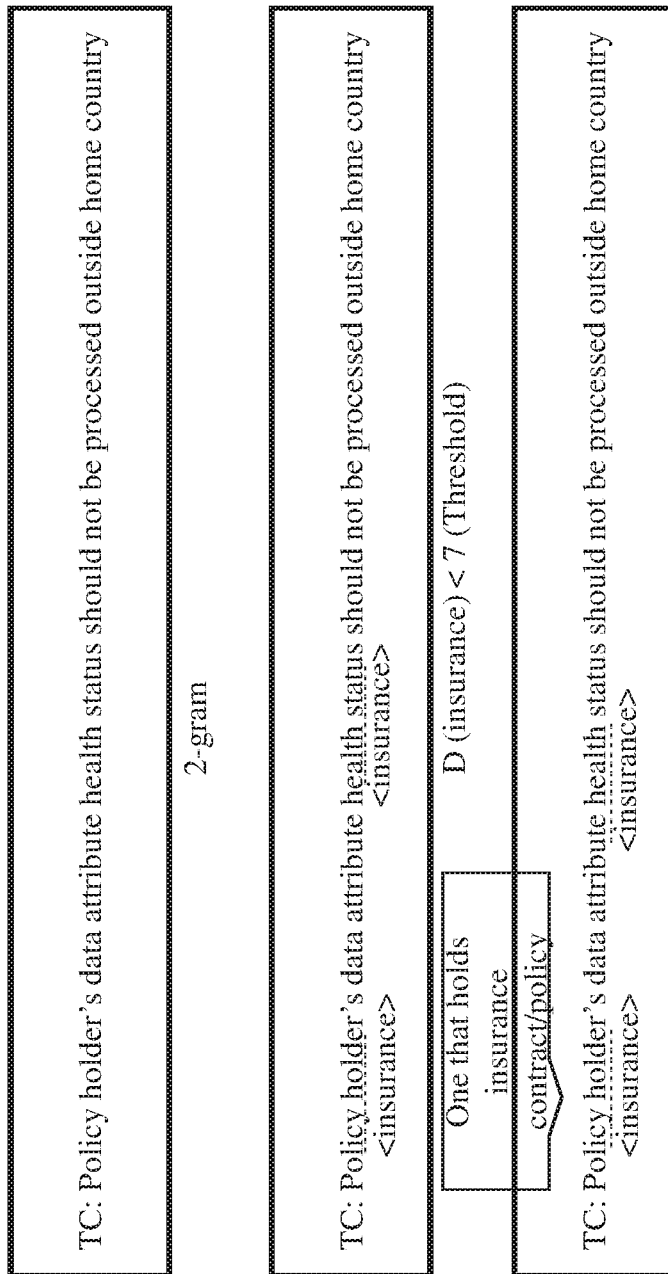 TC: Policy holder’s data attribute health status should not be processed outside home country
2-gram
TC: Policy holder’s data attribute health status should not be processed outside home country
<insurance>
<insurance>
D (insurance) < 7 (Threshold)
One that holds
insurance
contract/policy
TC: Policy holder’s data attribute health status should not be processed outside home country
<insurance>
<insurance>